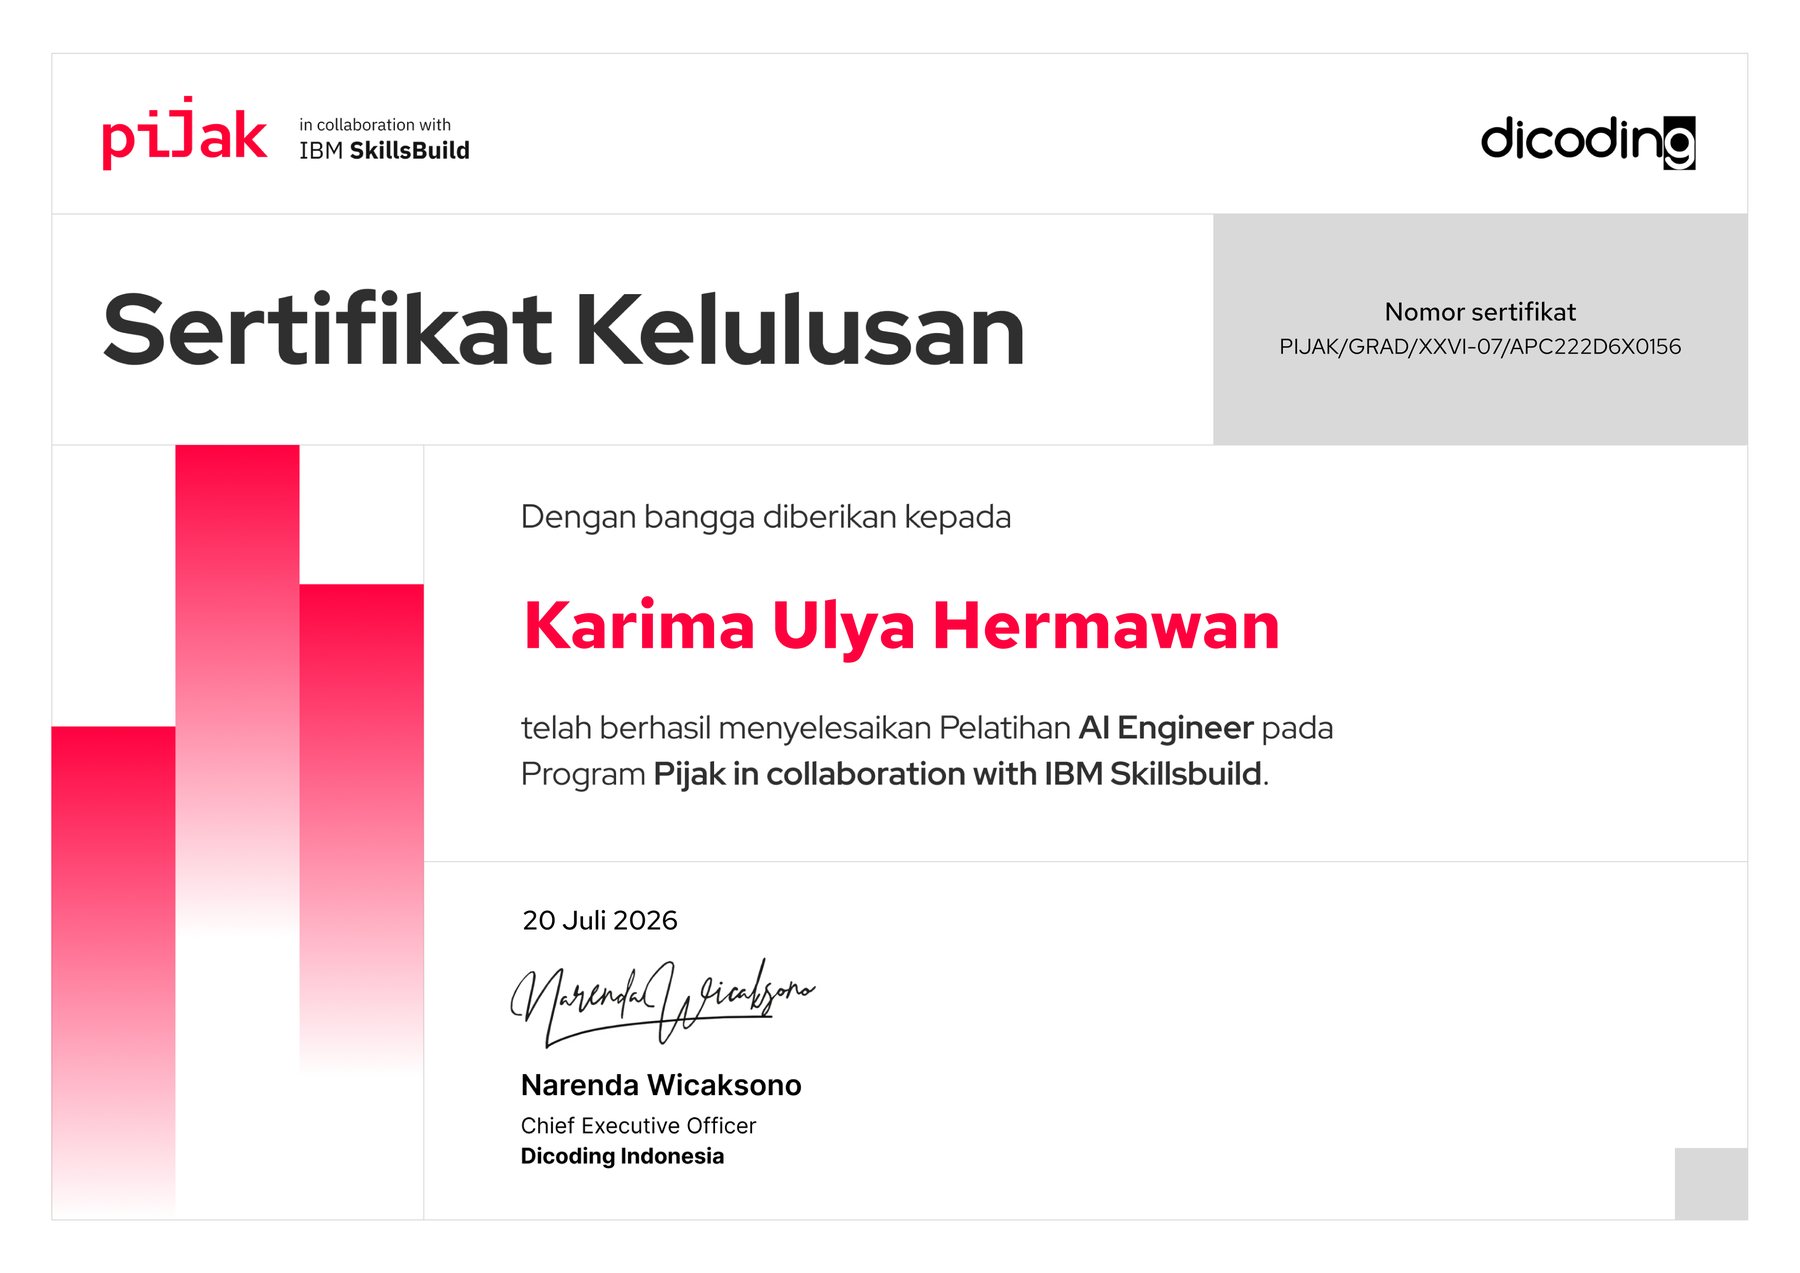 pijak
in collaboration with
IBM SkillsBuild
dicoding
Sertifikat Kelulusan
Nomor sertifikat
PIJAK/GRAD/XXVI-07/APC222D6X0156
Dengan bangga diberikan kepada
Karima Ulya Hermawan
telah berhasil menyelesaikan Pelatihan AI Engineer pada
Program Pijak in collaboration with IBM Skillsbuild.
20 Juli 2026
Narenda Wicaksono
Narenda Wicaksono
Chief Executive Officer
Dicoding Indonesia